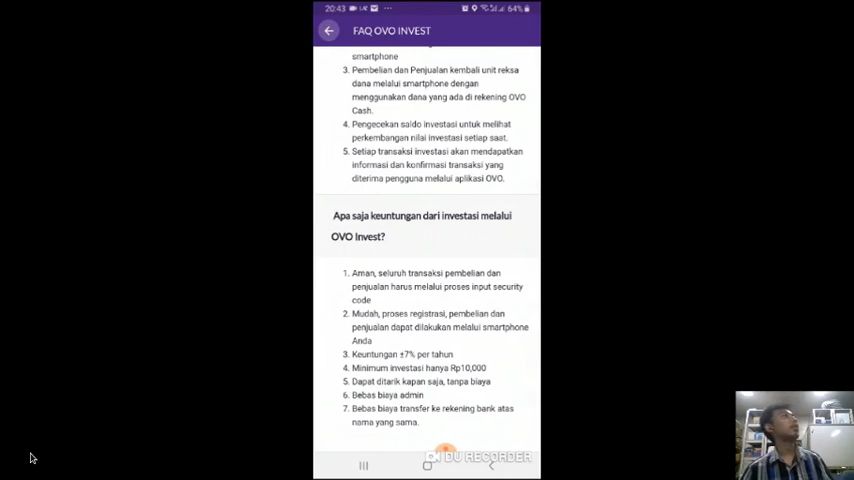 20:43
64%
FAQ OVO INVEST
smartphone
3. Pembelian dan Penjualan kembali unit reksa
dana melalui smartphone dengan
menggunakan dana yang ada di rekening OVO
Cash.
4. Pengecekan saldo investasi untuk melihat
perkembangan nilai investasi setiap saat.
5. Setiap transaksi investasi akan mendapatkan
informasi dan konfirmasi transaksi yang
diterima pengguna melalui aplikasi OVO.
Apa saja keuntungan dari investasi melalui
OVO Invest?
1. Aman, seluruh transaksi pembelian dan
penjualan harus melalui proses input security
code
2. Mudah, proses registrasi, pembelian dan
penjualan dapat dilakukan melalui smartphone
Anda
3. Keuntungan ±7% per tahun
4. Minimum investasi hanya Rp10,000
5. Dapat ditarik kapan saja, tanpa biaya
6. Bebas biaya admin
7. Bebas biaya transfer ke rekening bank atas
nama yang sama.
DU RECORDER